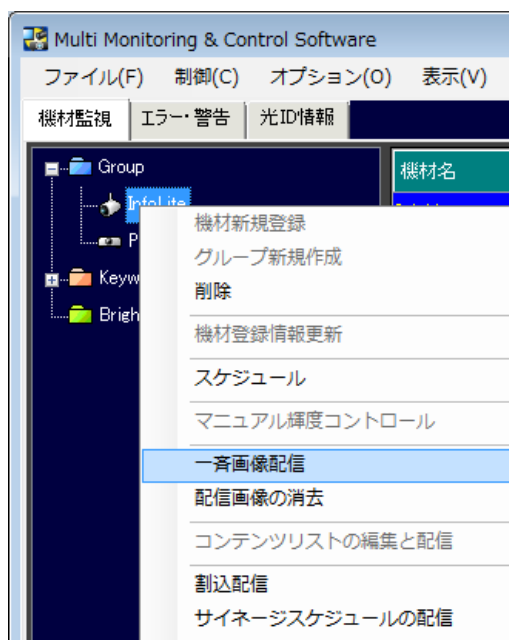 Multi Monitoring & Control Software
ファイル(F) 制御(C) オプション(O) 表示(V)
機材監視 エラー・警告 光ID情報
Group
機材名
InfoLite
機材新規登録
グループ新規作成
削除
機材登録情報更新
スケジュール
マニュアル輝度コントロール
一斉画像配信
配信画像の消去
コンテンツリストの編集と配信
割込配信
サイネージスケジュールの配信